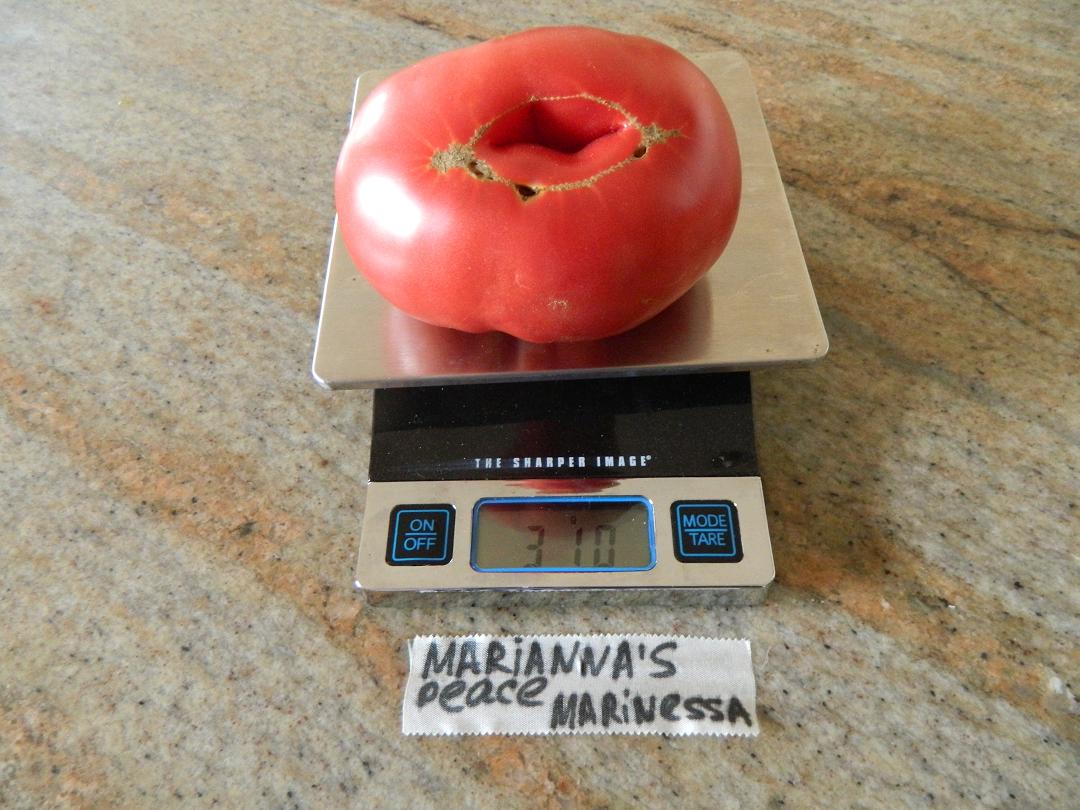 THE SHARPER IMAGE®
ON
OFF
g
310
MODE
TARE
MARiANNA'S
peace
MARiNessA